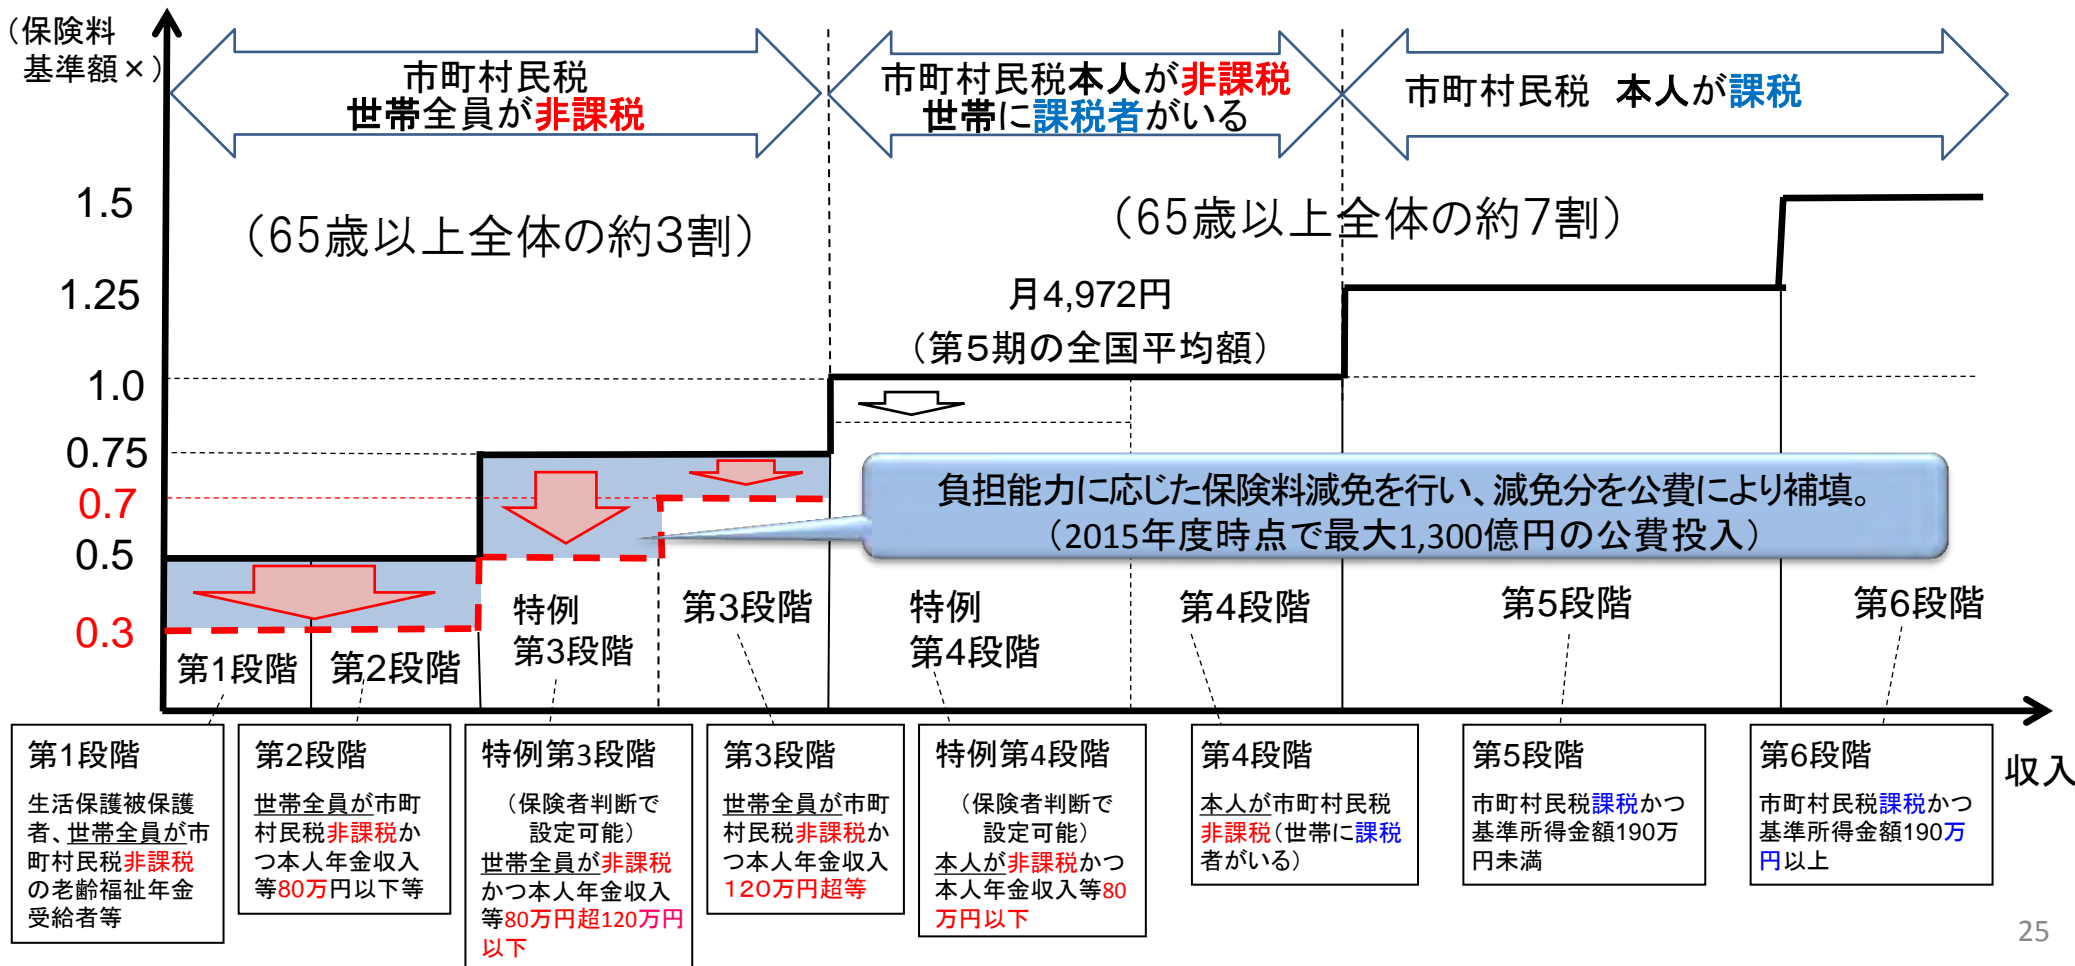 （保険料
基準額×）
市町村民税
世帯全員が非課税
市町村民税本人が非課税
世帯に課税者がいる
市町村民税　本人が課税
1.5
1.25
1.0
0.75
0.7
0.5
0.3
（65歳以上全体の約3割）
（65歳以上全体の約7割）
月4,972円
（第5期の全国平均額）
負担能力に応じた保険料減免を行い、減免分を公費により補填。
（2015年度時点で最大1,300億円の公費投入）
第1段階
第2段階
特例
第3段階
第3段階
特例
第4段階
第4段階
第5段階
第6段階
収入
第1段階
生活保護被保護
者、世帯全員が市
町村民税非課税
の老齢福祉年金
受給者等
第2段階
世帯全員が市町
村民税非課税か
つ本人年金収入
等80万円以下等
特例第3段階
（保険者判断で
設定可能）
世帯全員が非課税
かつ本人年金収入
等80万円超120万円
以下
第3段階
世帯全員が市町
村民税非課税か
つ本人年金収入
120万円超等
特例第4段階
（保険者判断で
設定可能）
本人が非課税かつ
本人年金収入等80
万円以下
第4段階
本人が市町村民税
非課税（世帯に課税
者がいる）
第5段階
市町村民税課税かつ
基準所得金額190万
円未満
第6段階
市町村民税課税かつ
基準所得金額190万
円以上
25